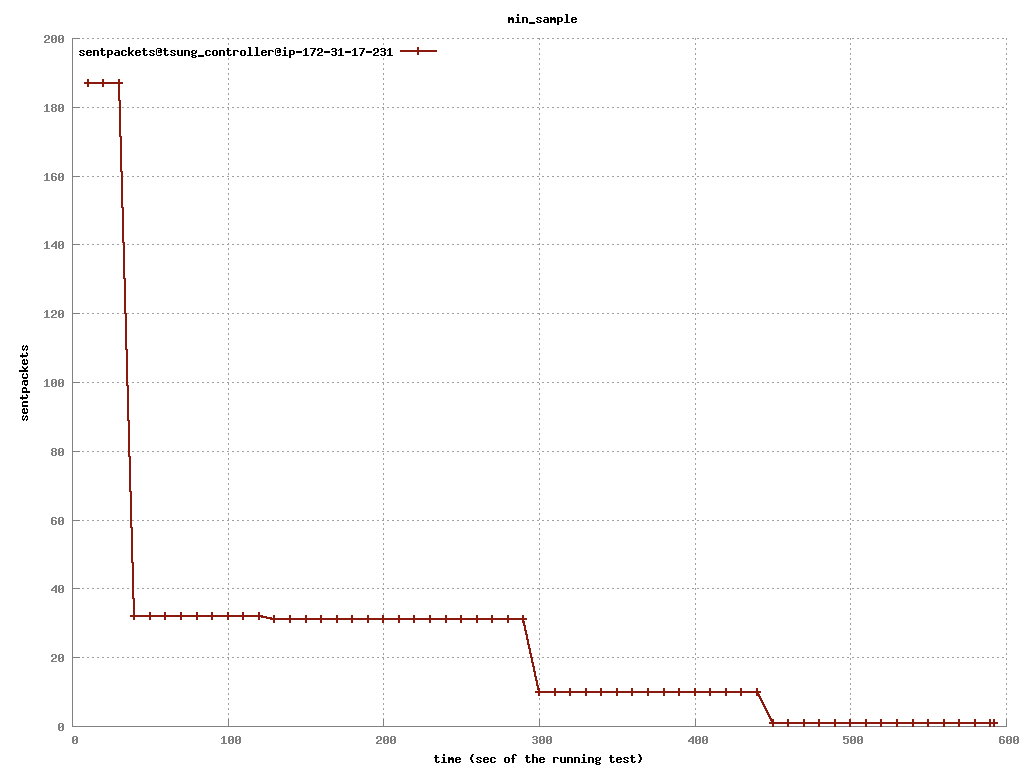 min_sample
200
sentpackets@tsung_controller@ip-172-31-17-231
180
160
140
120
100
80
60
40
20
0
sentpackets
0 100 200 300 400 500 600
time (sec of the running test)